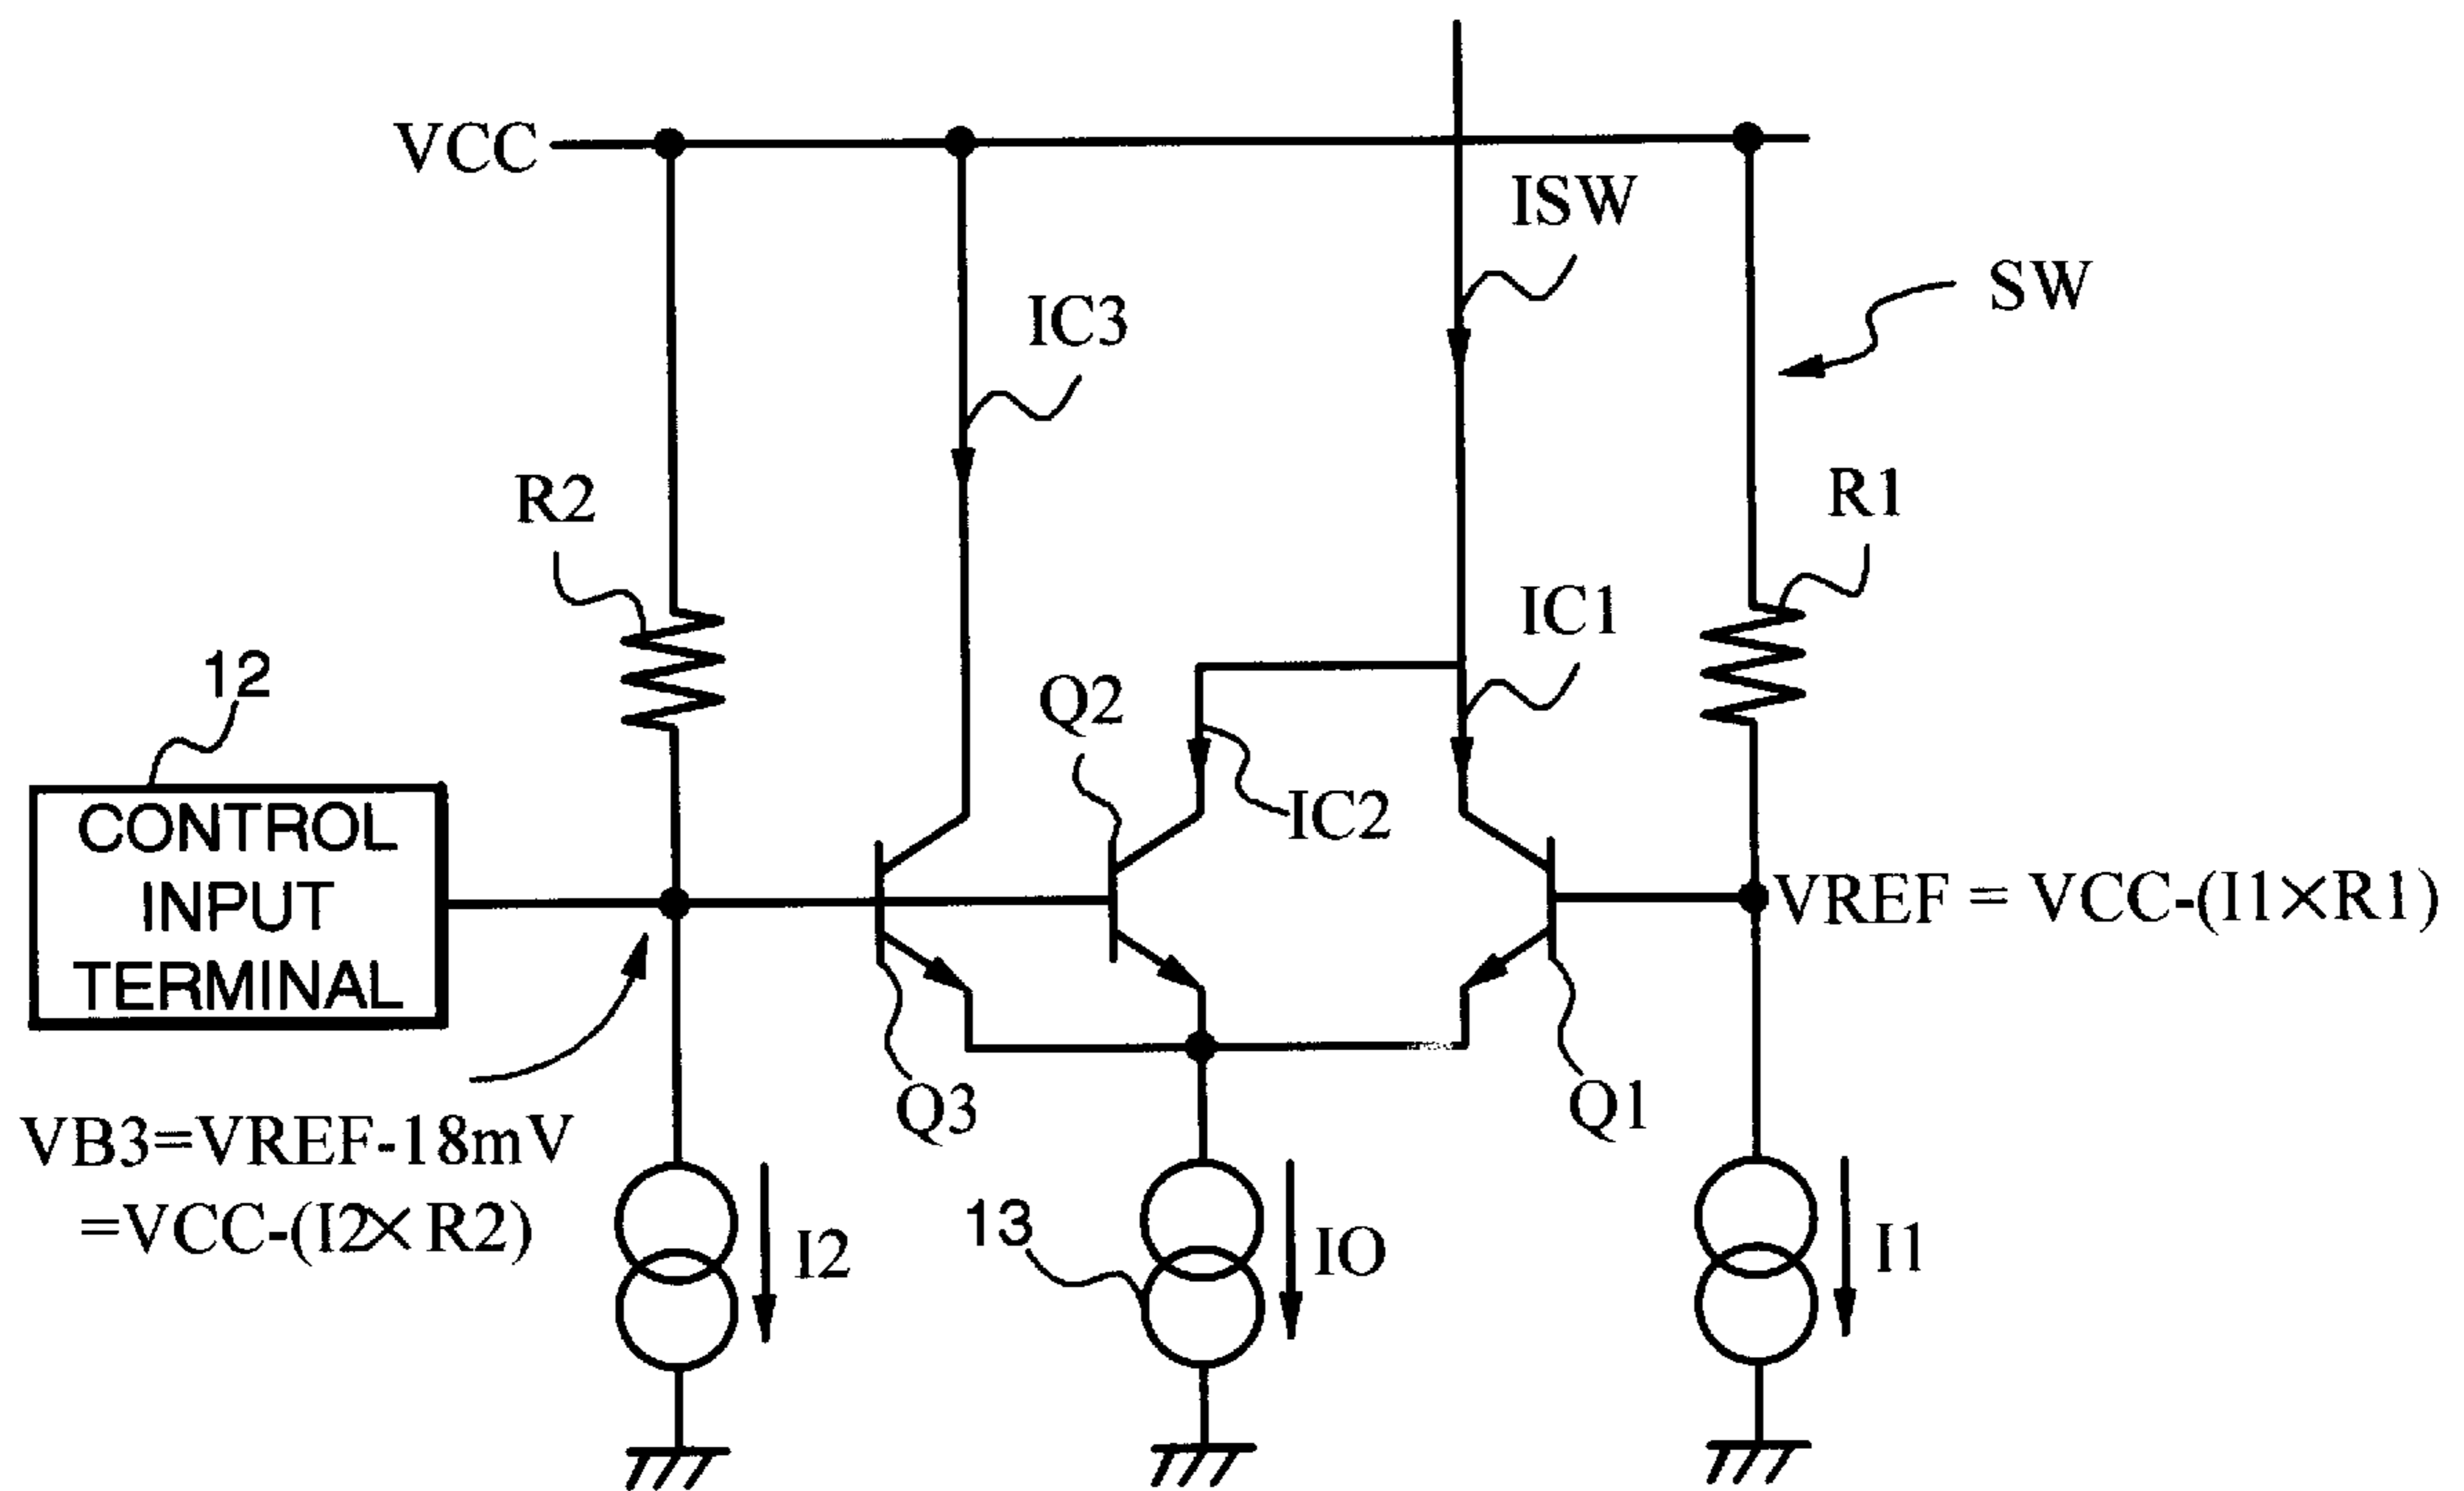 VCC
ISW
SW
IC3
R2
R1
IC1
12
Q2
CONTROL
INPUT
TERMINAL
IC2
VREF = VCC-(I1×R1)
Q3
Q1
VB3=VREF-18mV
=VCC-(I2×R2)
I2
13
IO
I1